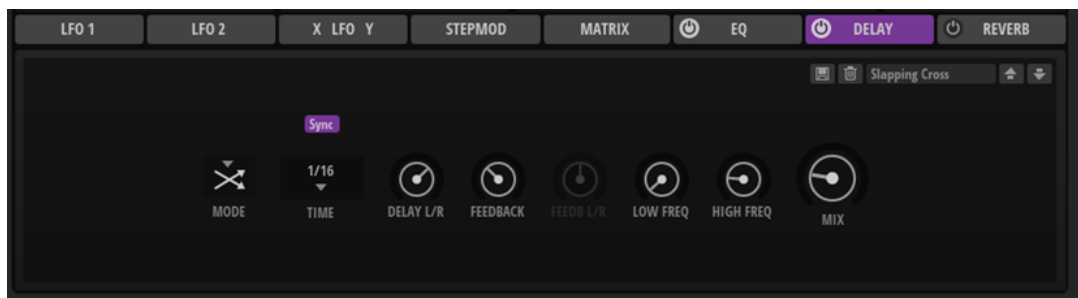 LFO 1 LFO 2 X LFO Y STEPMOD MATRIX EQ DELAY REVERB
Slapping Cross
Sync
1/16
MODE TIME DELAY L/R FEEDBACK FEEDB L/R LOW FREQ HIGH FREQ MIX